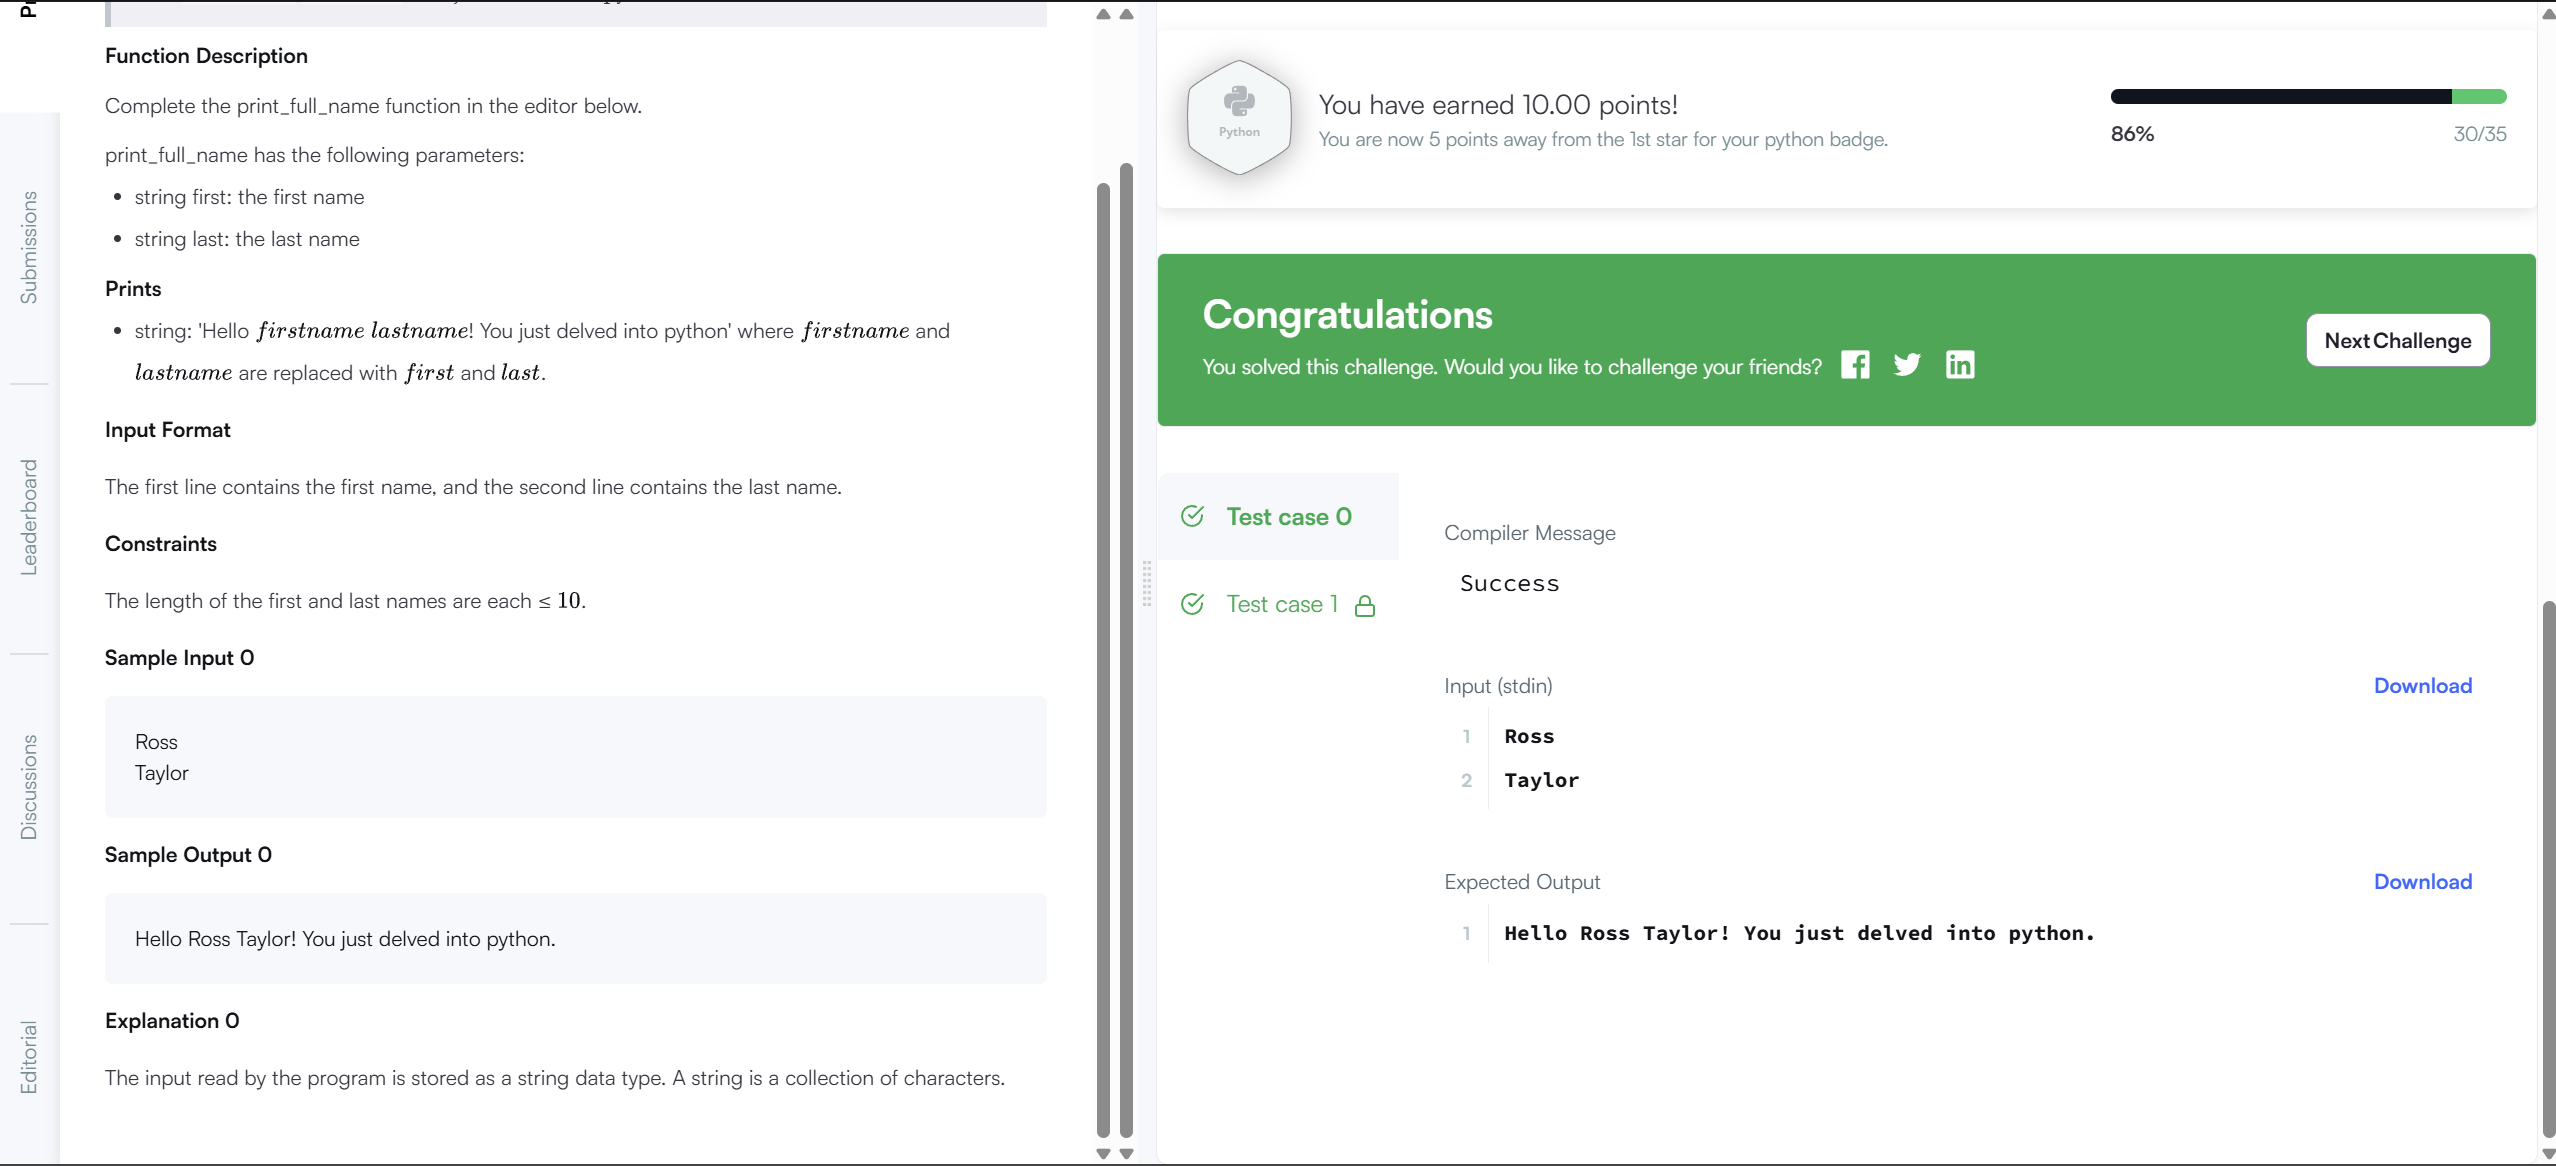 Function Description
Complete the print_full_name function in the editor below.
print_full_name has the following parameters:
string first: the first name
string last: the last name
Prints
string: 'Hello firstname lastname! You just delved into python' where firstname and
lastname are replaced with first and last.
Input Format
The first line contains the first name, and the second line contains the last name.
Constraints
The length of the first and last names are each ≤ 10.
Sample Input 0
Ross
Taylor
Sample Output 0
Hello Ross Taylor! You just delved into python.
Explanation 0
The input read by the program is stored as a string data type. A string is a collection of characters.
Submissions
Leaderboard
Discussions
Editorial
Python
You have earned 10.00 points!
You are now 5 points away from the 1st star for your python badge.
86%
30/35
Congratulations
You solved this challenge. Would you like to challenge your friends?
Next Challenge
Test case 0
Test case 1
Compiler Message
Success
Input (stdin)
Download
1 Ross
2 Taylor
Expected Output
Download
1 Hello Ross Taylor! You just delved into python.